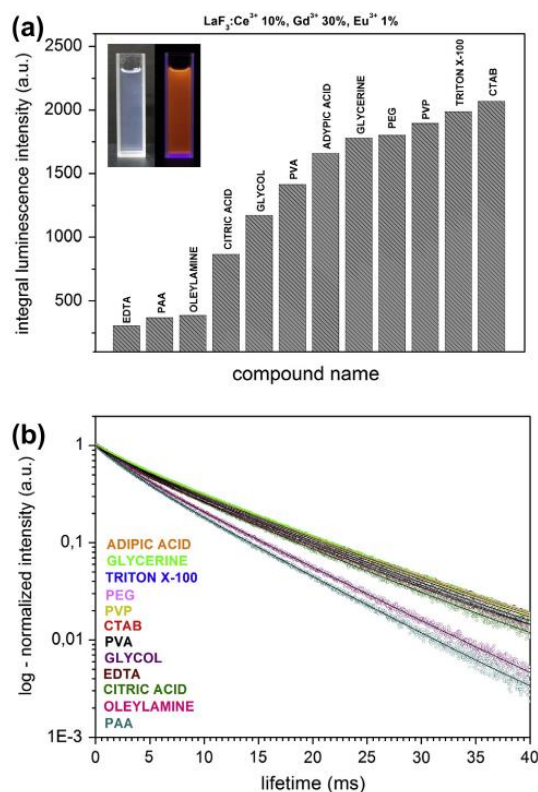 (a)
LaF₃:Ce³⁺ 10%, Gd³⁺ 30%, Eu³⁺ 1%
integral luminescence intensity (a.u.)
2500
2000
1500
1000
500
EDTA
PAA
OLEYLAMINE
CITRIC ACID
GLYCOL
PVA
ADYPIC ACID
GLYCERINE
PEG
PVP
TRITON X-100
CTAB
compound name
(b)
log - normalized intensity (a.u.)
1
0,1
0,01
1E-3
ADIPIC ACID
GLYCERINE
TRITON X-100
PEG
PVP
CTAB
PVA
GLYCOL
EDTA
CITRIC ACID
OLEYLAMINE
PAA
0 5 10 15 20 25 30 35 40
lifetime (ms)